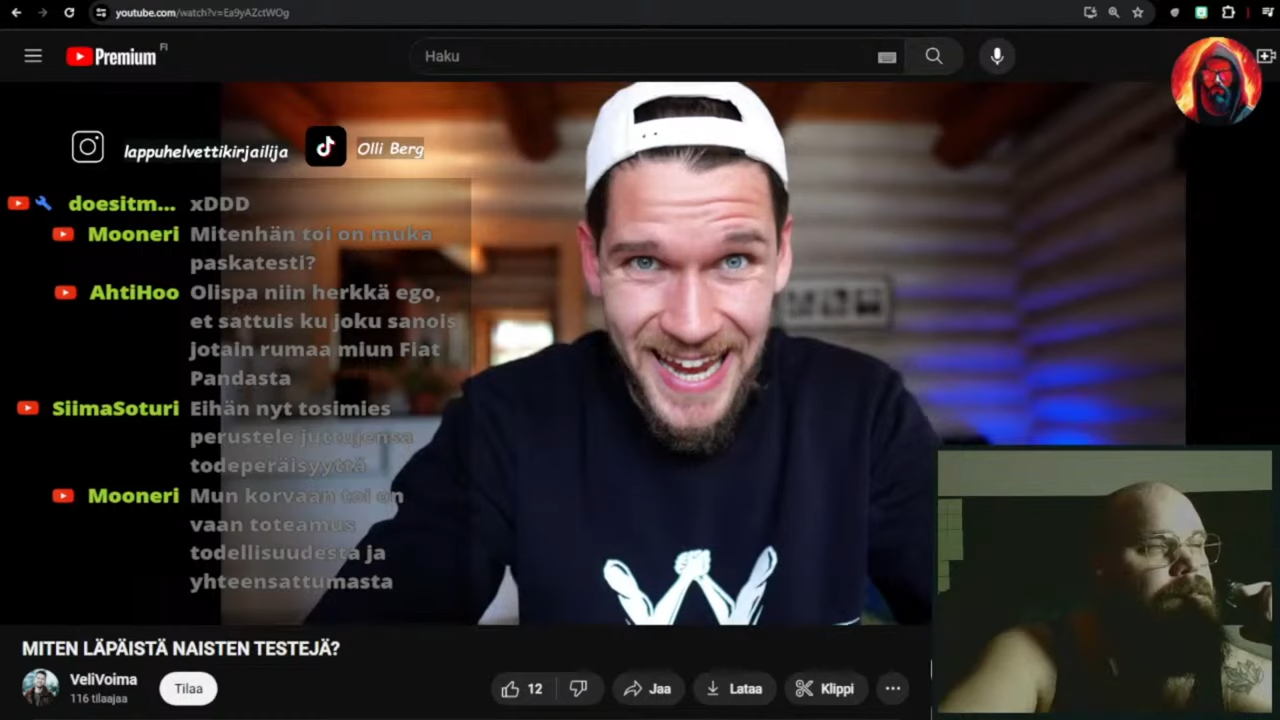 youtube.com/watch?v=Ea9yAZctWOg
Premium FI
Haku
lappuhelvettikirjailija
Olli Berg
doesitm... xDDD
Mooneri Mitenhän toi on muka
paskatesti?
AhtiHoo Olispa niin herkkä ego,
et sattuis ku joku sanois
jotain rumaa miun Fiat
Pandasta
SiimaSoturi Eihän nyt tosimies
perustele juttujensa
todeperäisyyttä
Mooneri Mun korvaan toi on
vaan toteamus
todellisuudesta ja
yhteensattumasta
MITEN LÄPÄISTÄ NAISTEN TESTEJÄ?
VeliVoima
116 tilaajaa
Tilaa
12
Jaa
Lataa
Klippi